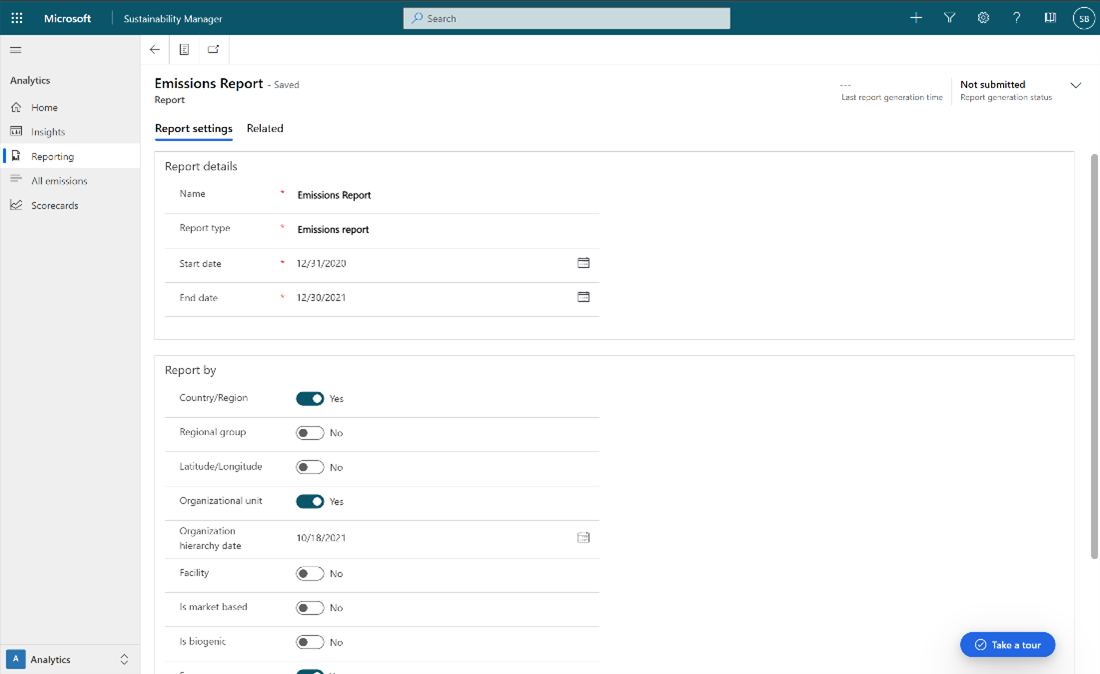 Microsoft
Sustainability Manager
Search
SB
Analytics
Home
Insights
Reporting
All emissions
Scorecards
Emissions Report - Saved
Report
---
Last report generation time
Not submitted
Report generation status
Report settings
Related
Report details
Name * Emissions Report
Report type * Emissions report
Start date * 12/31/2020
End date * 12/30/2021
Report by
Country/Region Yes
Regional group No
Latitude/Longitude No
Organizational unit Yes
Organization
hierarchy date
10/18/2021
Facility No
Is market based No
Is biogenic No
Take a tour
A Analytics